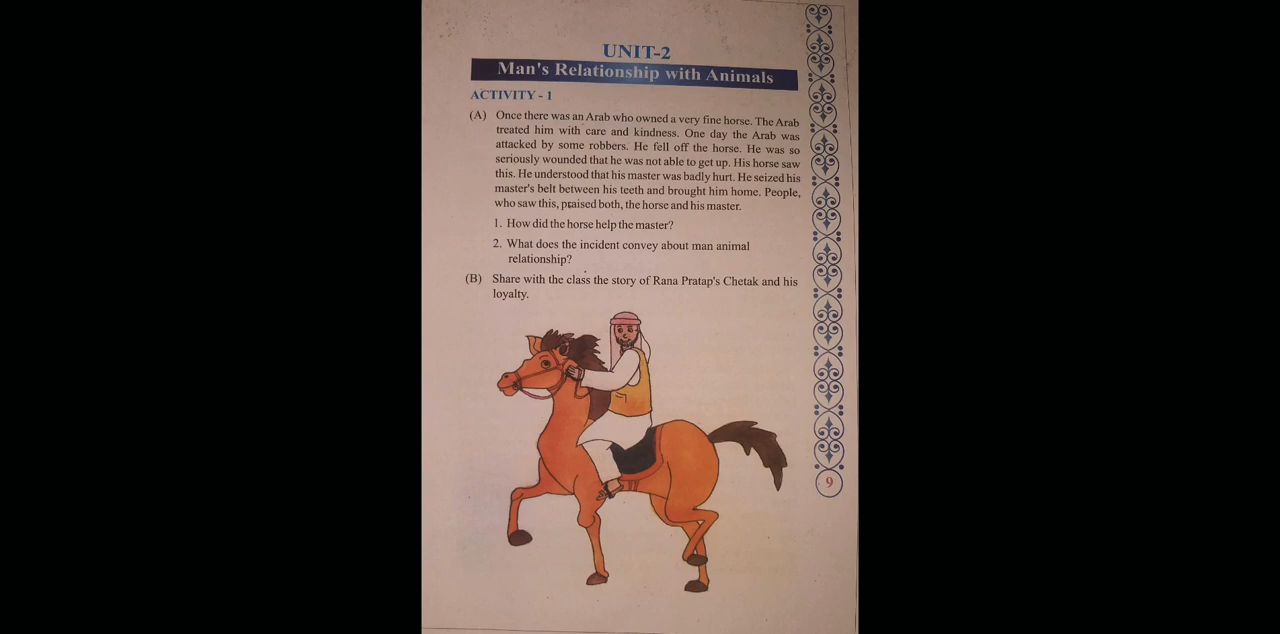 UNIT-2
Man's Relationship with Animals
ACTIVITY - 1
(A) Once there was an Arab who owned a very fine horse. The Arab
treated him with care and kindness. One day the Arab was
attacked by some robbers. He fell off the horse. He was so
seriously wounded that he was not able to get up. His horse saw
this. He understood that his master was badly hurt. He seized his
master's belt between his teeth and brought him home. People,
who saw this, praised both, the horse and his master.
1. How did the horse help the master?
2. What does the incident convey about man animal
relationship?
(B) Share with the class the story of Rana Pratap's Chetak and his
loyalty.
9